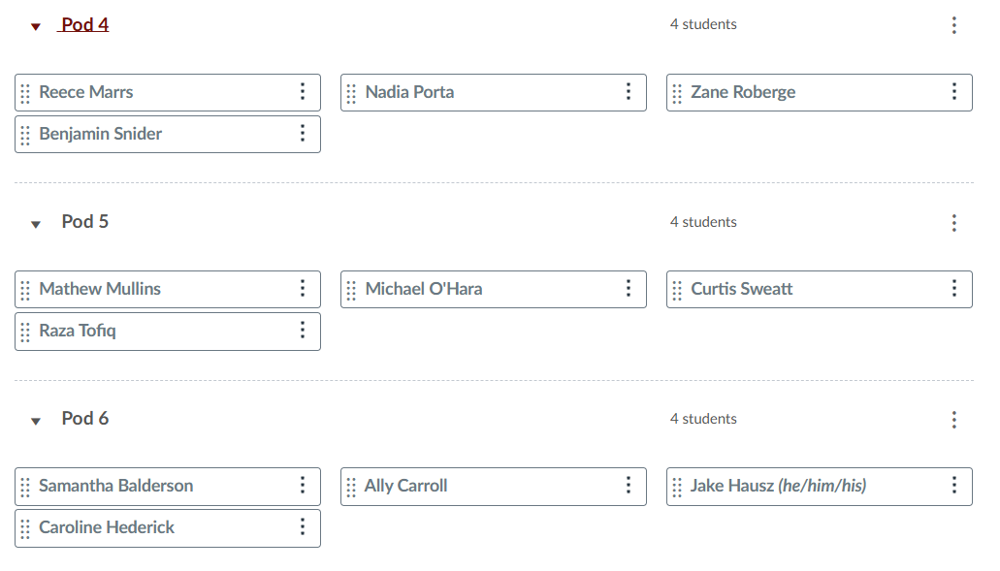 Pod 4 4 students
Reece Marrs Nadia Porta Zane Roberge
Benjamin Snider
Pod 5 4 students
Mathew Mullins Michael O'Hara Curtis Sweatt
Raza Tofiq
Pod 6 4 students
Samantha Balderson Ally Carroll Jake Hausz (he/him/his)
Caroline Hederick